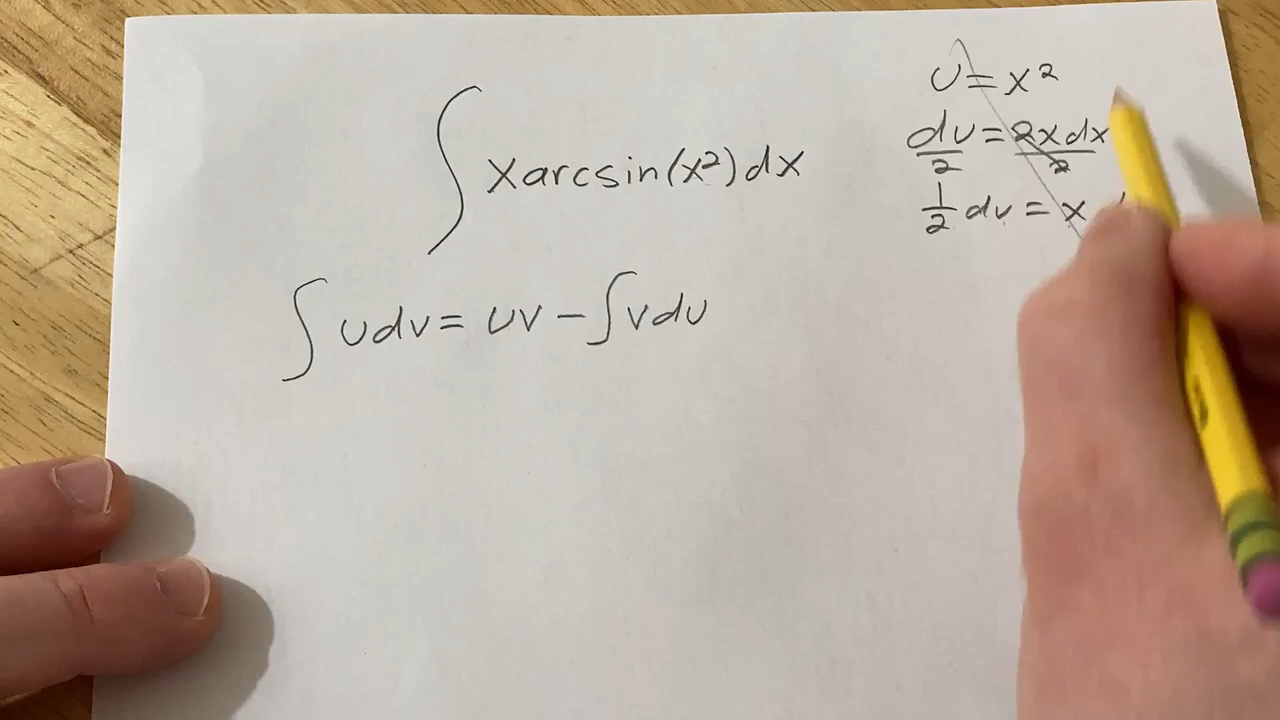 ∫ x arcsin(x²) dx
u = x²
du/2 = 2x dx/2
1/2 du = x
∫ u dv = uv - ∫ v du